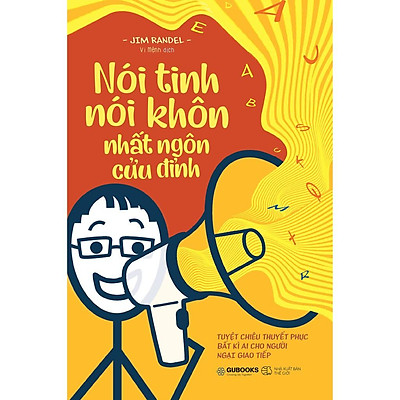 - JIM RANDEL -
Vi Mệnh dịch
Nói tinh
nói khôn
nhất ngôn
cửu đỉnh
E
A
A
B
U
S
K
Q
M
X
R
TUYỆT CHIÊU THUYẾT PHỤC
BẤT KÌ AI CHO NGƯỜI
NGẠI GIAO TIẾP
GUBOOKS
NHÀ XUẤT BẢN
THẾ GIỚI